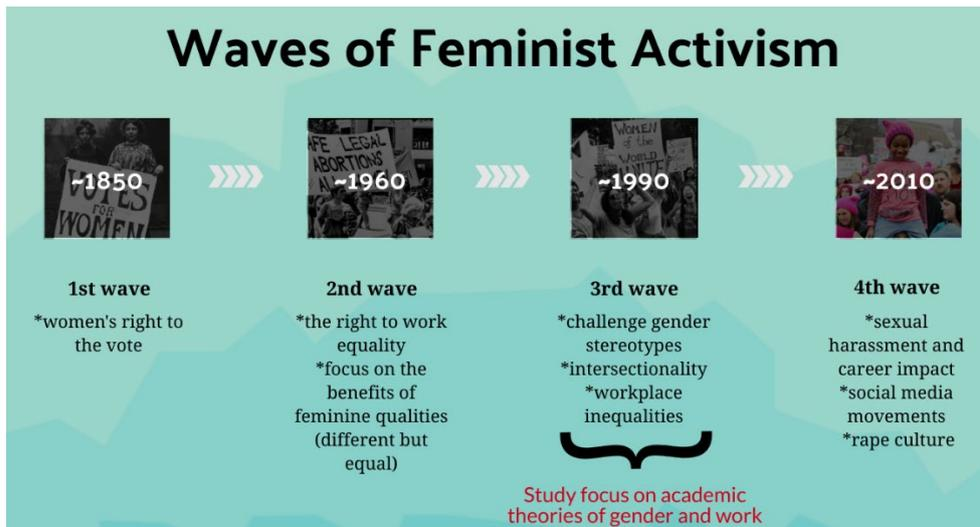 Waves of Feminist Activism
~1850
VOTES
FOR
WOMEN
~1960
LEGAL
ABORTIONS
~1990
WOMEN
of the
WORLD
UNITE
~2010
1st wave
*women's right to
the vote
2nd wave
*the right to work
equality
*focus on the
benefits of
feminine qualities
(different but
equal)
3rd wave
*challenge gender
stereotypes
*intersectionality
*workplace
inequalities
Study focus on academic
theories of gender and work
4th wave
*sexual
harassment and
career impact
*social media
movements
*rape culture